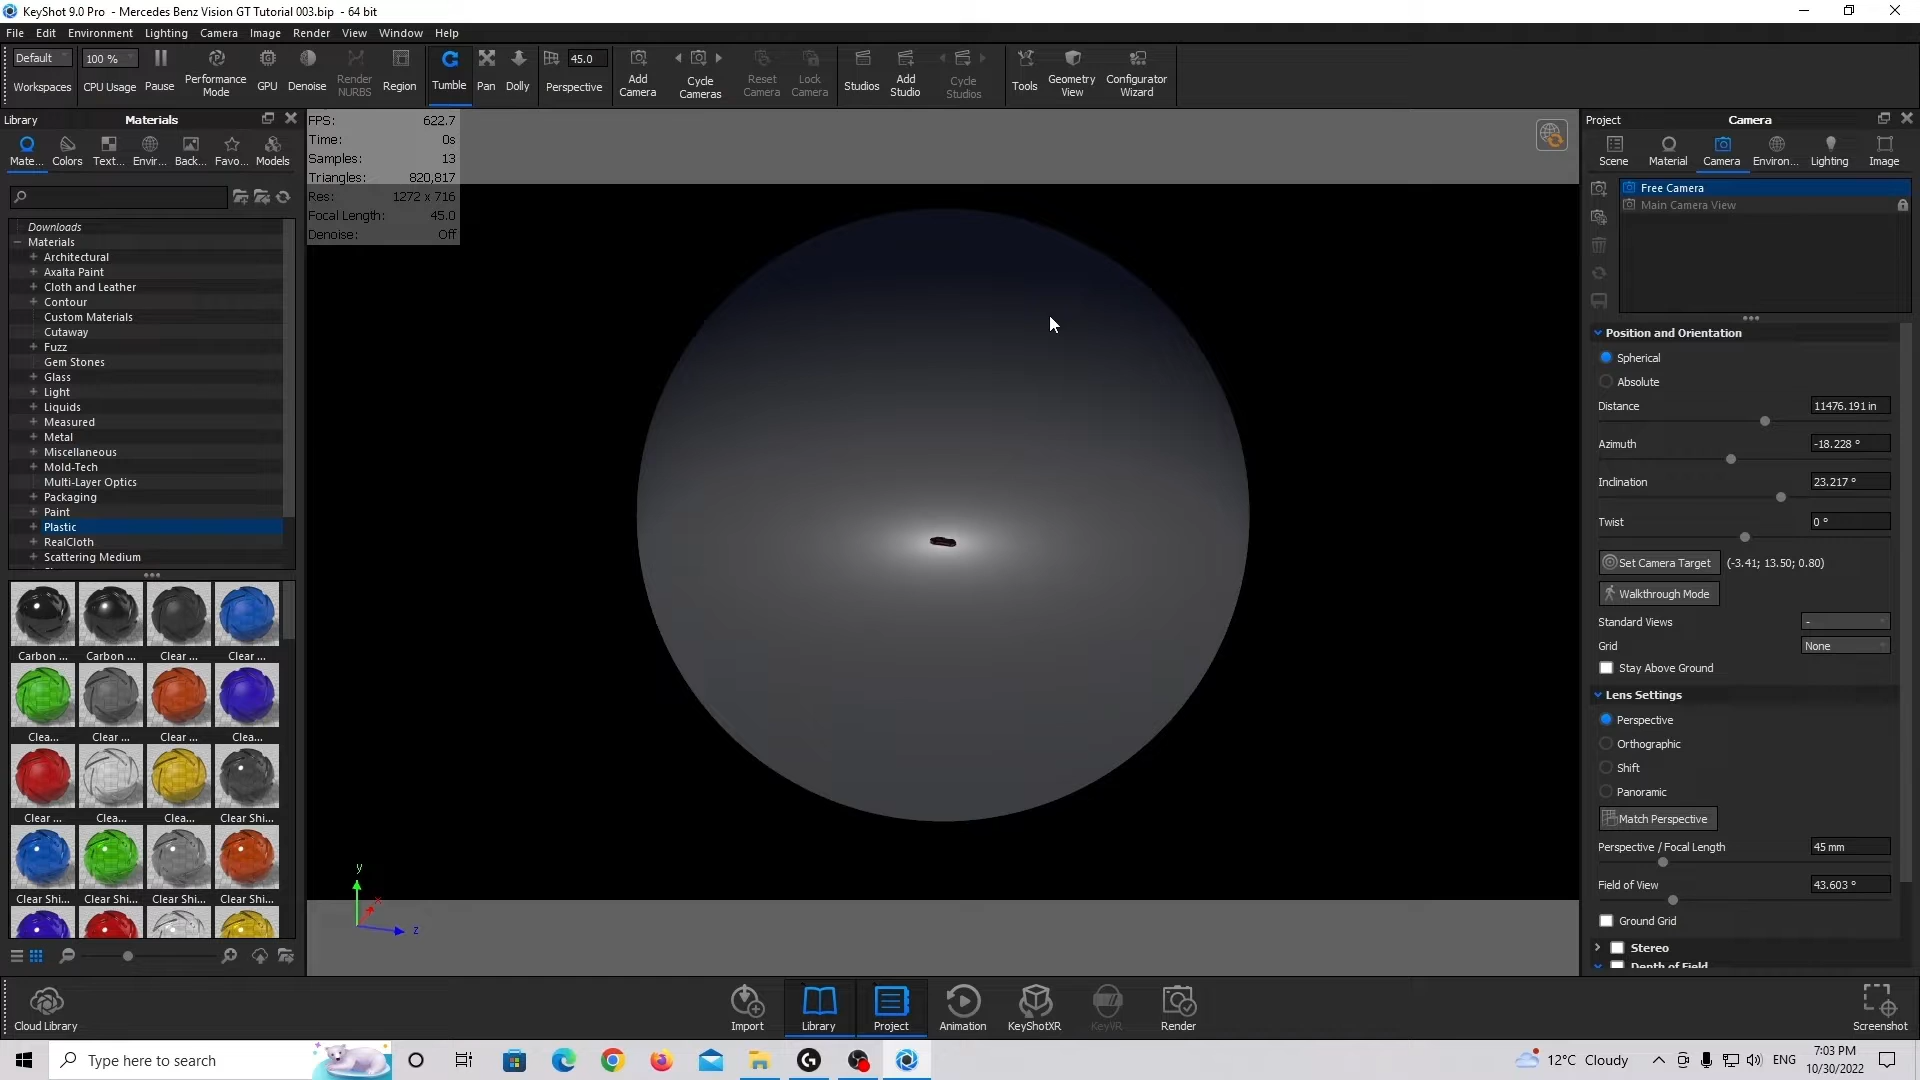 KeyShot 9.0 Pro - Mercedes Benz Vision GT Tutorial 003.bip - 64 bit
File Edit Environment Lighting Camera Image Render View Window Help
Default
Workspaces
100 %
CPU Usage
Pause
Performance
Mode
GPU
Denoise
Render
NURBS
Region
Tumble
Pan
Dolly
45.0
Perspective
Add
Camera
Cycle
Cameras
Reset
Camera
Lock
Camera
Studios
Add
Studio
Cycle
Studios
Tools
Geometry
View
Configurator
Wizard
Library
Materials
Mate... Colors Text... Envir... Back... Favo... Models
Downloads
Materials
Architectural
Axalta Paint
Cloth and Leather
Contour
Custom Materials
Cutaway
Fuzz
Gem Stones
Glass
Light
Liquids
Measured
Metal
Miscellaneous
Mold-Tech
Multi-Layer Optics
Packaging
Paint
Plastic
RealCloth
Scattering Medium
Carbon ... Carbon ... Clear ... Clear ...
Clea... Clear ... Clear ... Clea...
Clear ... Clea... Clea... Clear Shi...
Clear Shi... Clear Shi... Clear Shi... Clear Shi...
FPS: 622.7
Time: 0s
Samples: 13
Triangles: 820,817
Res: 1272 x 716
Focal Length: 45.0
Denoise: Off
y
x
z
Project
Camera
Scene Material Camera Environ... Lighting Image
Free Camera
Main Camera View
Position and Orientation
Spherical
Absolute
Distance 11476.191 in
Azimuth -18.228 °
Inclination 23.217 °
Twist 0 °
Set Camera Target (-3.41; 13.50; 0.80)
Walkthrough Mode
Standard Views -
Grid None
Stay Above Ground
Lens Settings
Perspective
Orthographic
Shift
Panoramic
Match Perspective
Perspective / Focal Length 45 mm
Field of View 43.603 °
Ground Grid
Stereo
Depth of Field
Cloud Library
Import
Library
Project
Animation
KeyShotXR
KeyVR
Render
Screenshot
Type here to search
12°C Cloudy
ENG
7:03 PM
10/30/2022